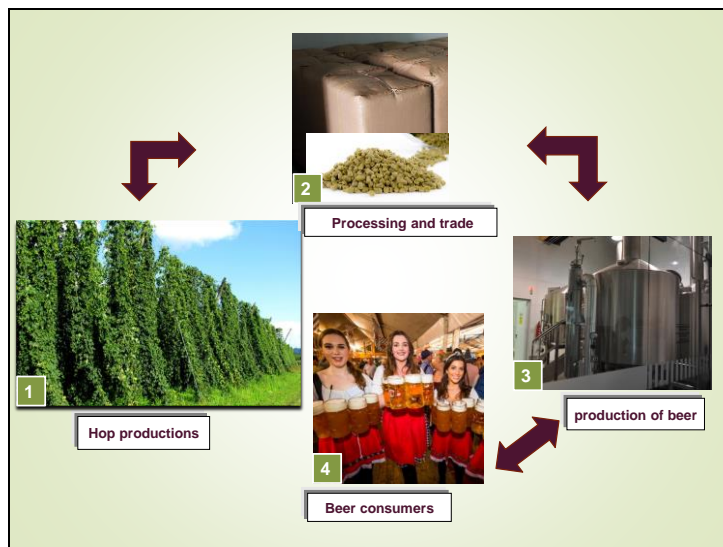 2
Processing and trade
1
Hop productions
3
production of beer
4
Beer consumers